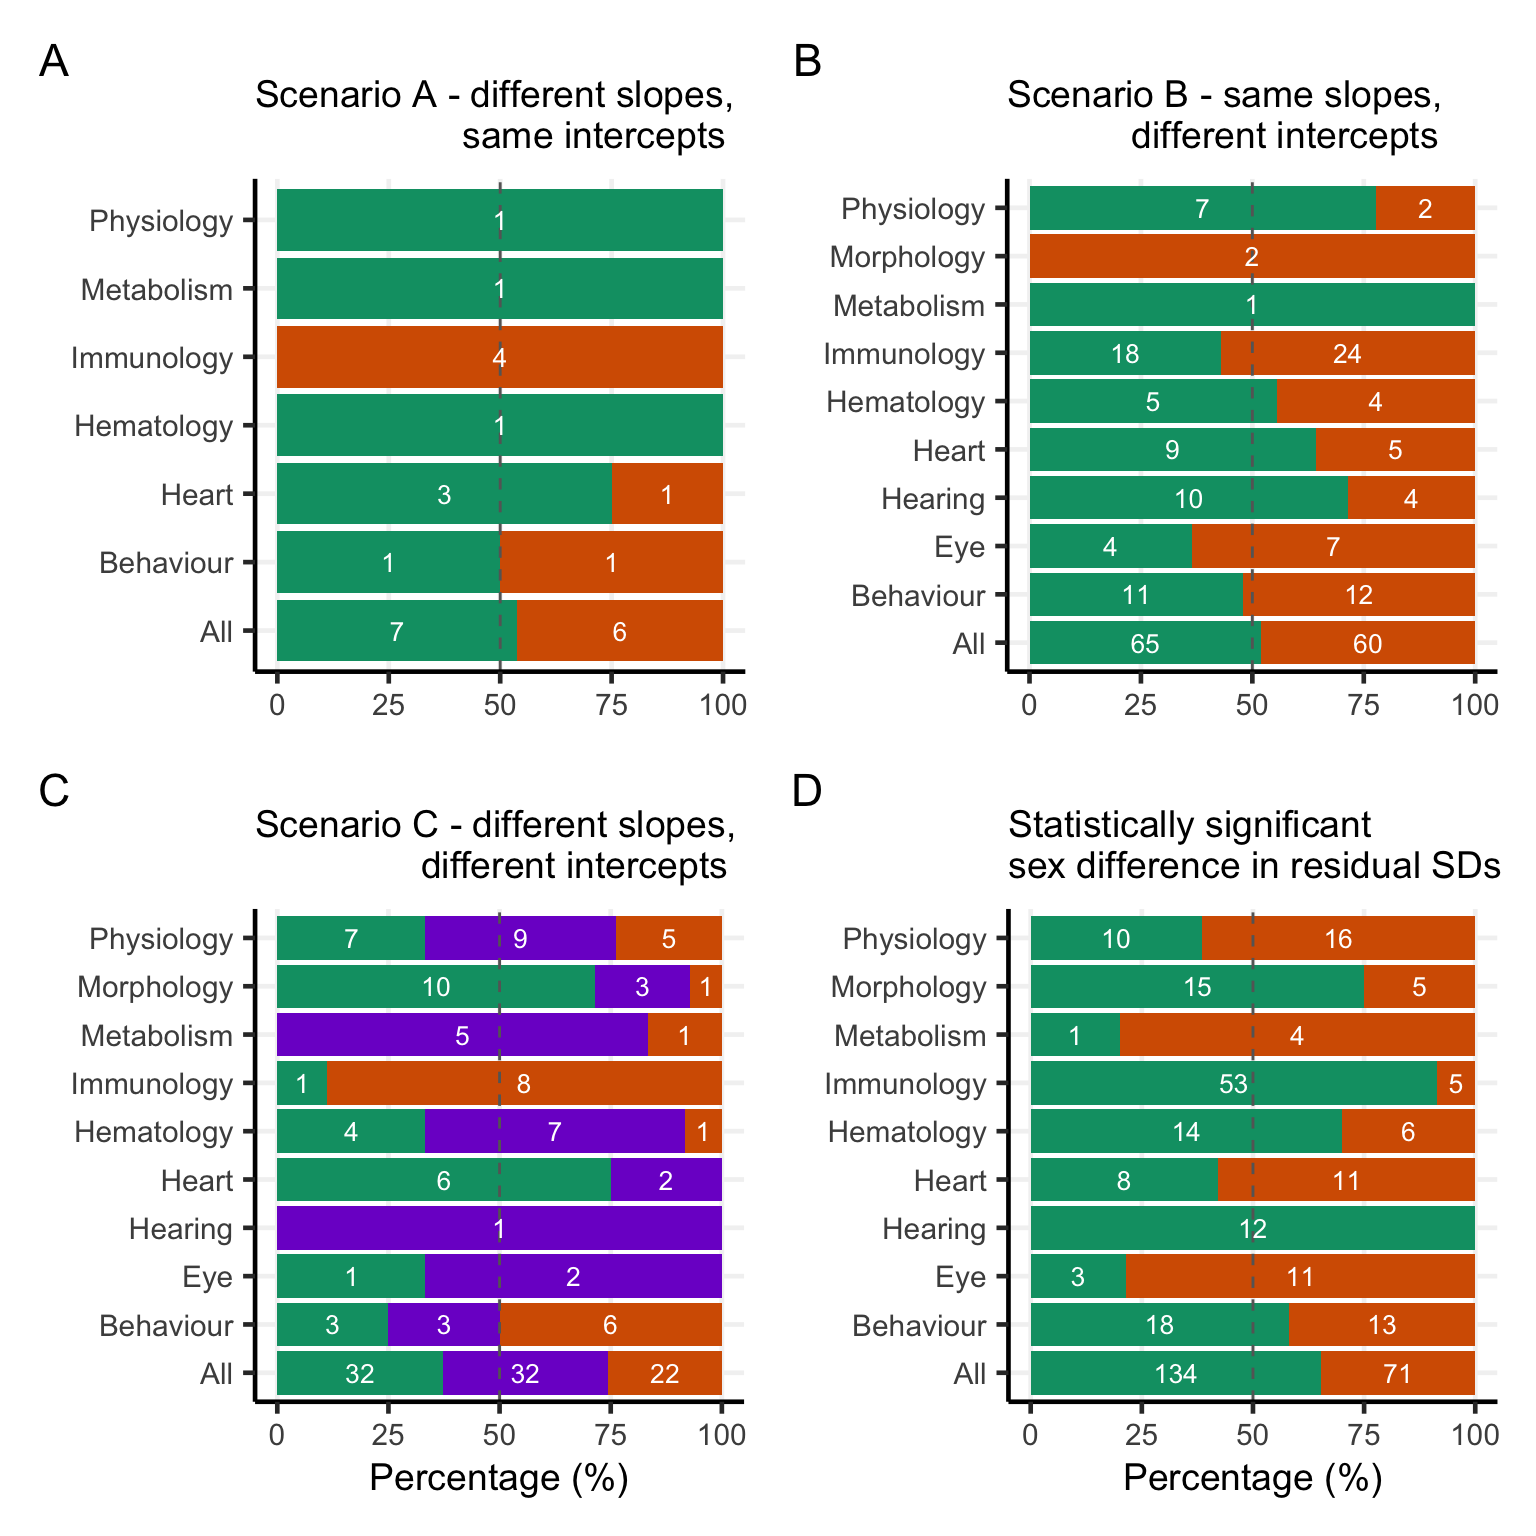 A
Scenario A - different slopes,
same intercepts
Physiology 1
Metabolism 1
Immunology 4
Hematology 1
Heart 3 1
Behaviour 1 1
All 7 6
0 25 50 75 100
B
Scenario B - same slopes,
different intercepts
Physiology 7 2
Morphology 2
Metabolism 1
Immunology 18 24
Hematology 5 4
Heart 9 5
Hearing 10 4
Eye 4 7
Behaviour 11 12
All 65 60
0 25 50 75 100
C
Scenario C - different slopes,
different intercepts
Physiology 7 9 5
Morphology 10 3 1
Metabolism 5 1
Immunology 1 8
Hematology 4 7 1
Heart 6 2
Hearing 1
Eye 1 2
Behaviour 3 3 6
All 32 32 22
0 25 50 75 100
Percentage (%)
D
Statistically significant
sex difference in residual SDs
Physiology 10 16
Morphology 15 5
Metabolism 1 4
Immunology 53 5
Hematology 14 6
Heart 8 11
Hearing 12
Eye 3 11
Behaviour 18 13
All 134 71
0 25 50 75 100
Percentage (%)